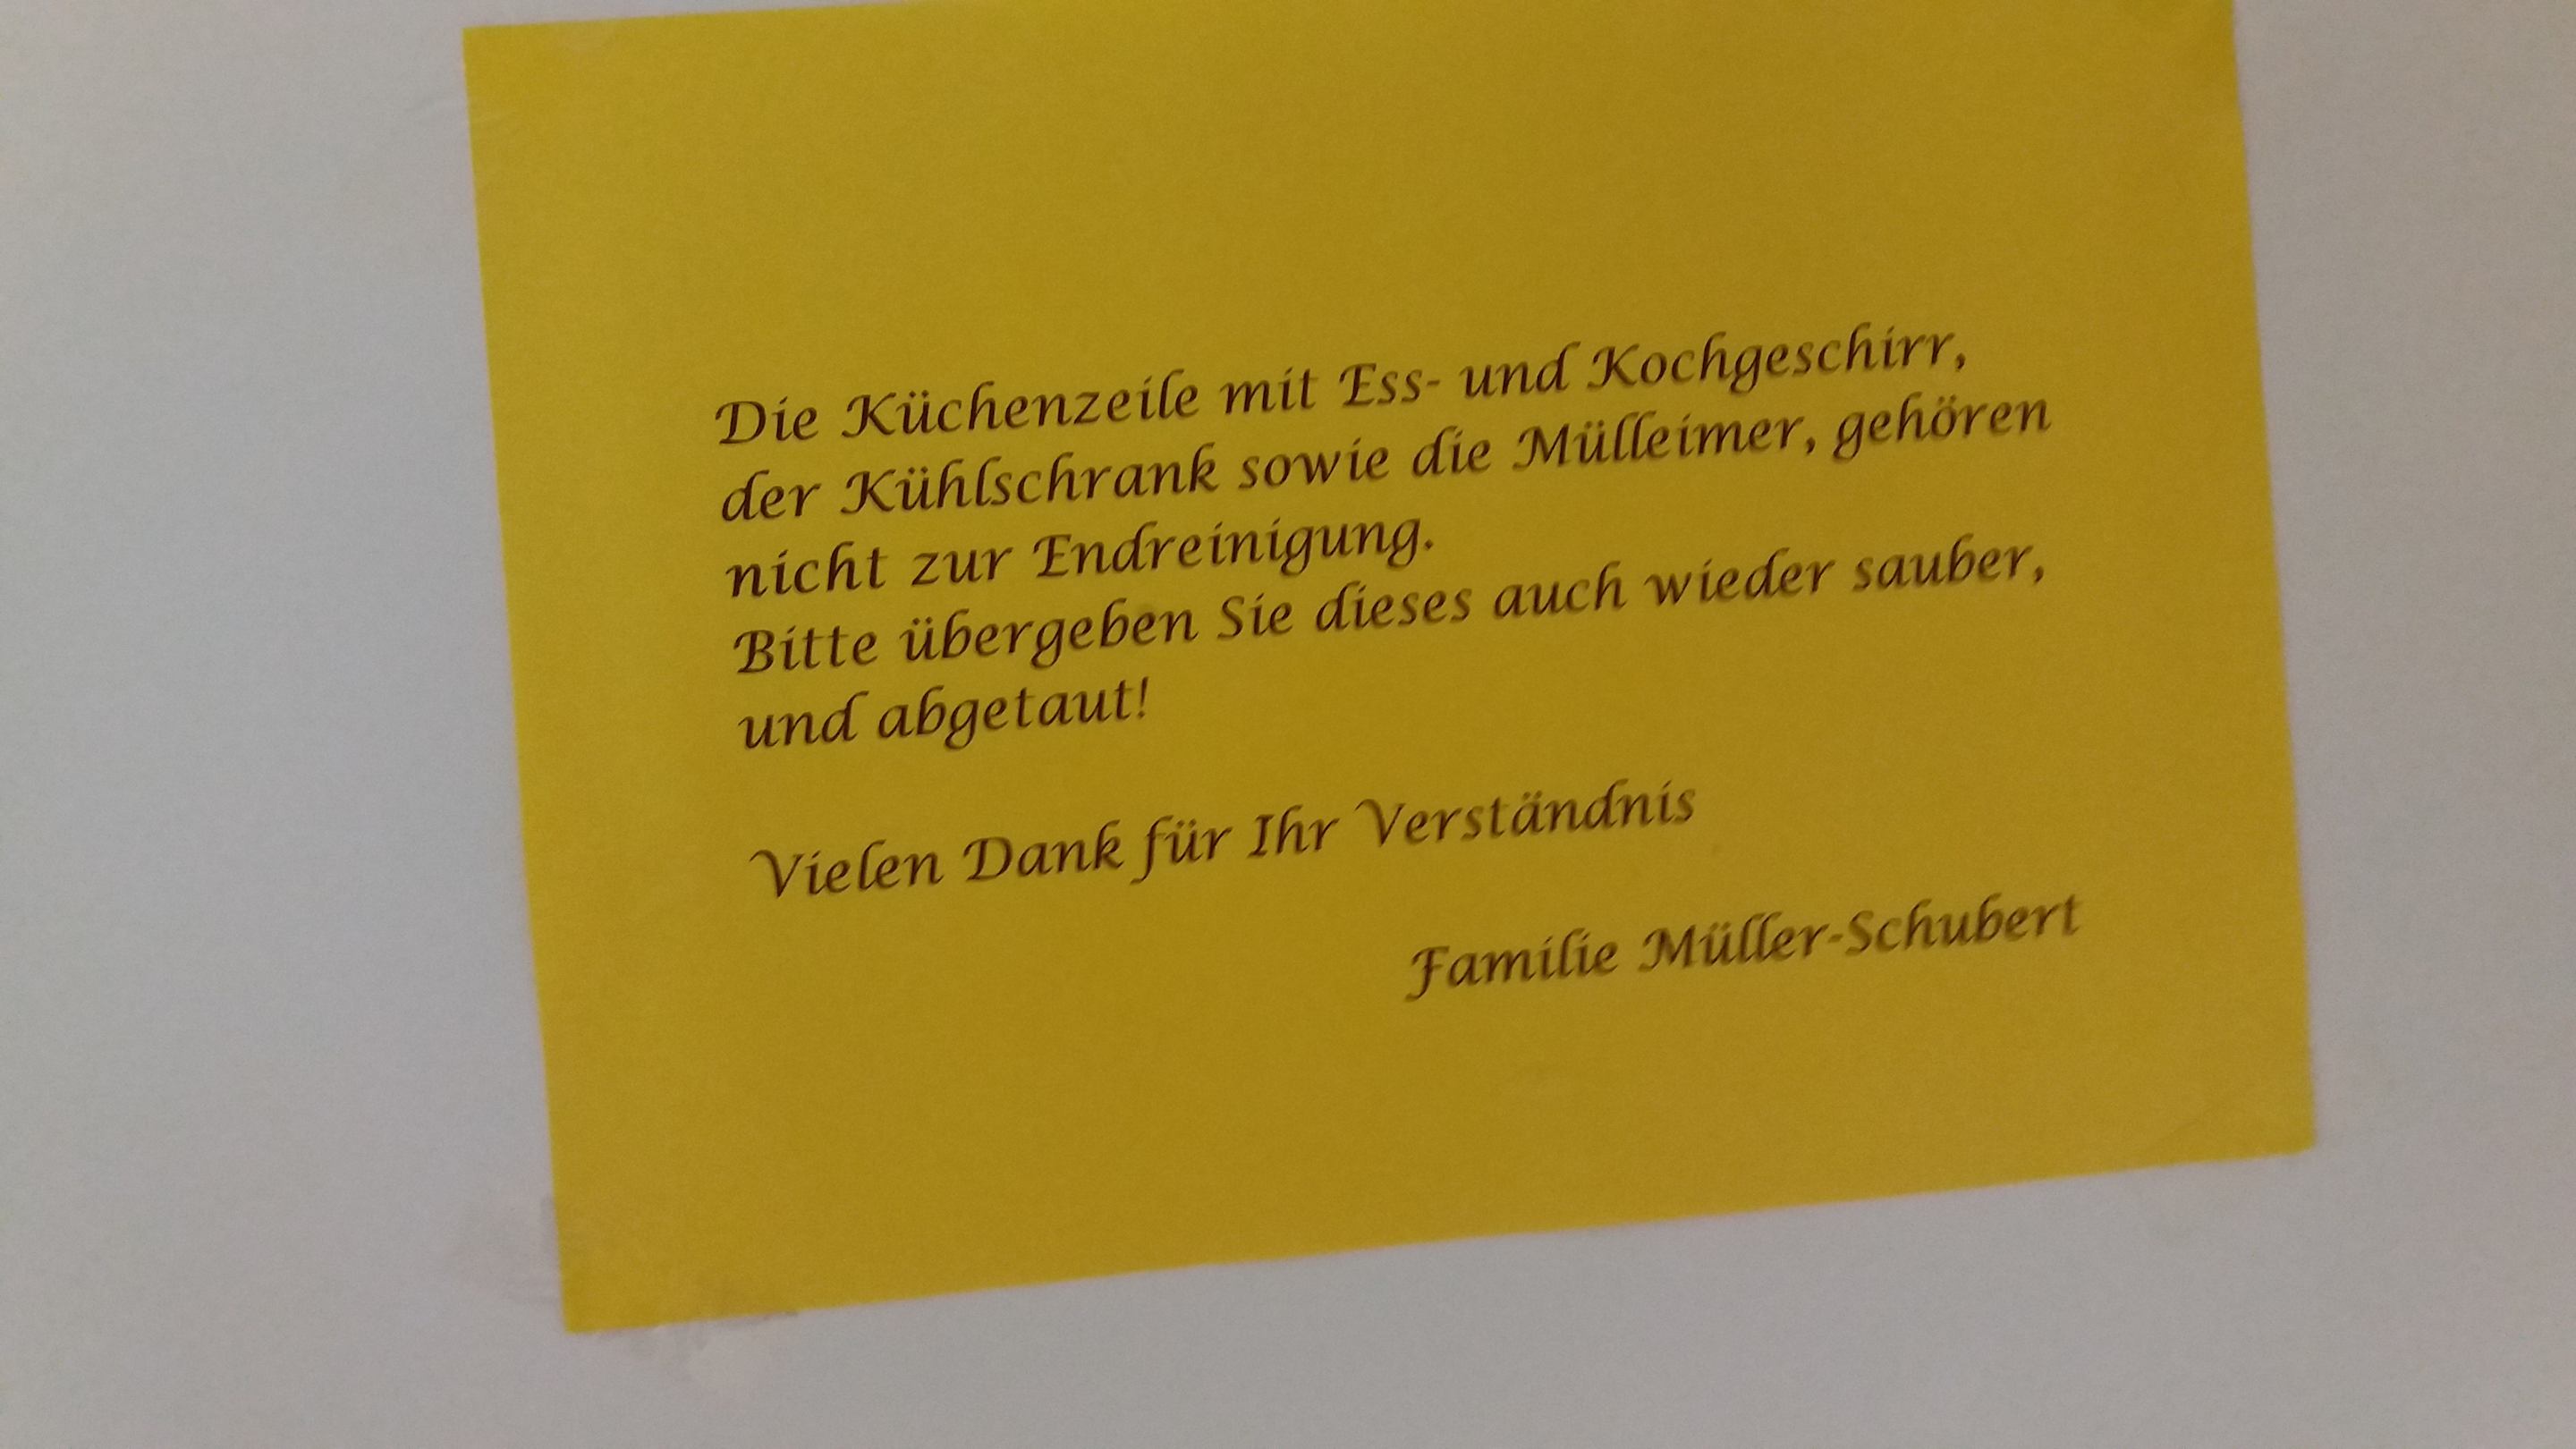 Die Küchenzeile mit Ess- und Kochgeschirr,
der Kühlschrank sowie die Mülleimer, gehören
nicht zur Endreinigung.
Bitte übergeben Sie dieses auch wieder sauber,
und abgetaut!
Vielen Dank für Ihr Verständnis
Familie Müller-Schubert